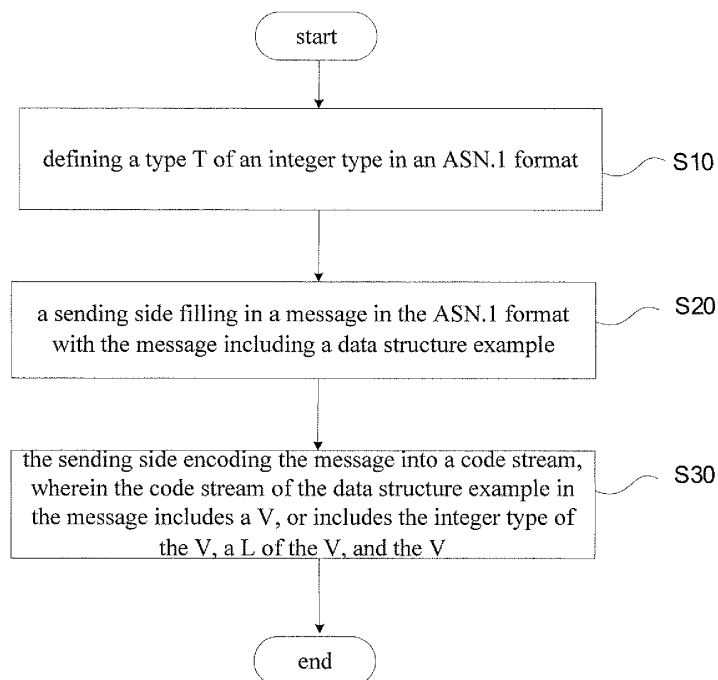 start
defining a type T of an integer type in an ASN.1 format
S10
a sending side filling in a message in the ASN.1 format
with the message including a data structure example
S20
the sending side encoding the message into a code stream,
wherein the code stream of the data structure example in
the message includes a V, or includes the integer type of
the V, a L of the V, and the V
S30
end